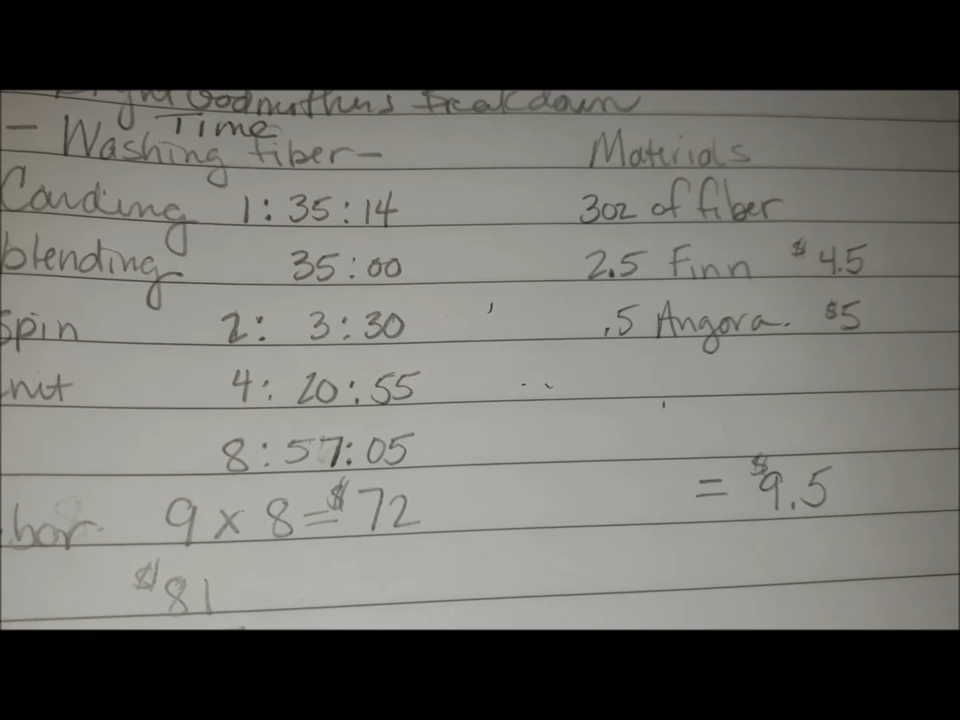 Godmuthers Breakdown
Time
- Washing fiber -
Materials
Carding 1:35:14
3oz of fiber
blending 35:00
2.5 Finn $4.5
Spin 2: 3:30
.5 Angora. $5
4: 20:55
8:57:05
9 x 8 = $72
= $9.5
$81